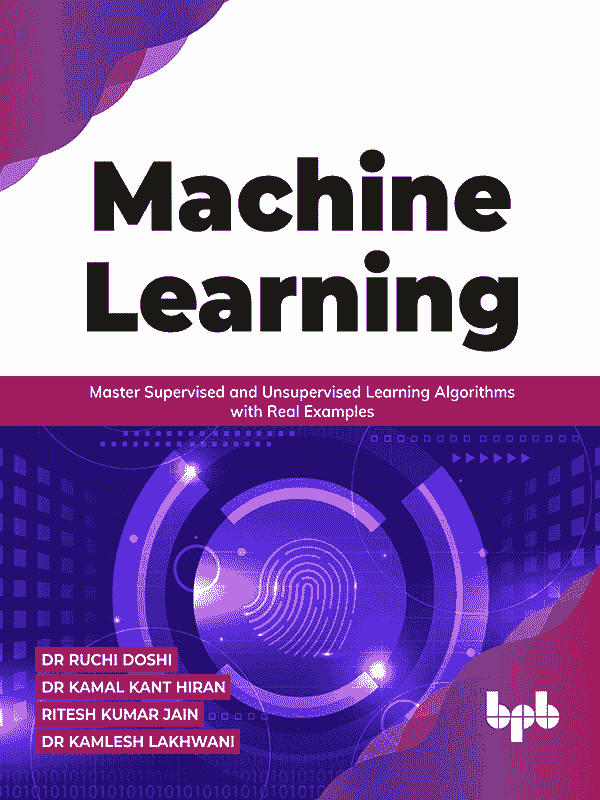 Machine
Learning
Master Supervised and Unsupervised Learning Algorithms
with Real Examples
DR RUCHI DOSHI
DR KAMAL KANT HIRAN
RITESH KUMAR JAIN
DR KAMLESH LAKHWANI
bpb